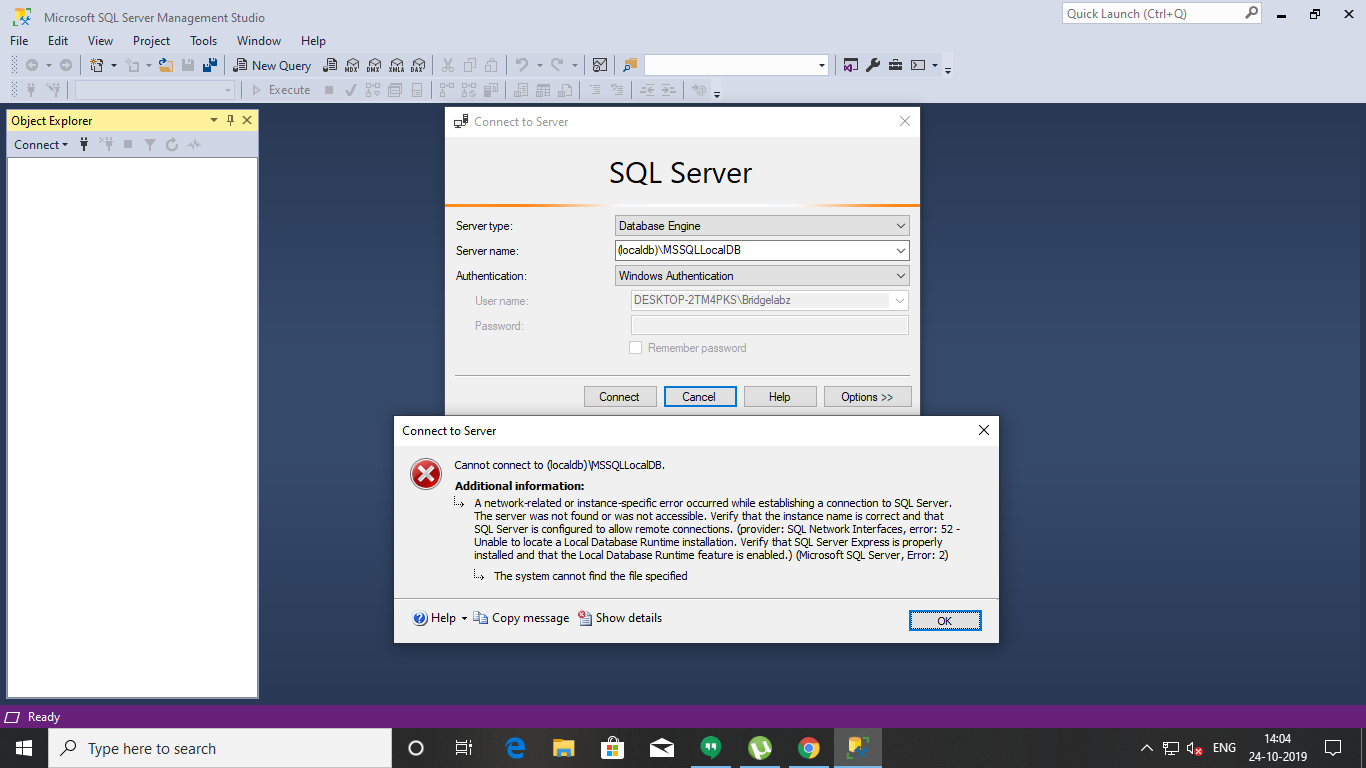 Microsoft SQL Server Management Studio
Quick Launch (Ctrl+Q)
File Edit View Project Tools Window Help
New Query MDX DMX XMLA DAX
Execute
Object Explorer
Connect
Connect to Server
SQL Server
Server type: Database Engine
Server name: (localdb)\MSSQLLocalDB
Authentication: Windows Authentication
User name: DESKTOP-2TM4PKS\Bridgelabz
Password:
Remember password
Connect Cancel Help Options >>
Connect to Server
Cannot connect to (localdb)\MSSQLLocalDB.
Additional information:
A network-related or instance-specific error occurred while establishing a connection to SQL Server.
The server was not found or was not accessible. Verify that the instance name is correct and that
SQL Server is configured to allow remote connections. (provider: SQL Network Interfaces, error: 52 -
Unable to locate a Local Database Runtime installation. Verify that SQL Server Express is properly
installed and that the Local Database Runtime feature is enabled.) (Microsoft SQL Server, Error: 2)
The system cannot find the file specified
Help Copy message Show details OK
Ready
Type here to search
ENG
14:04
24-10-2019